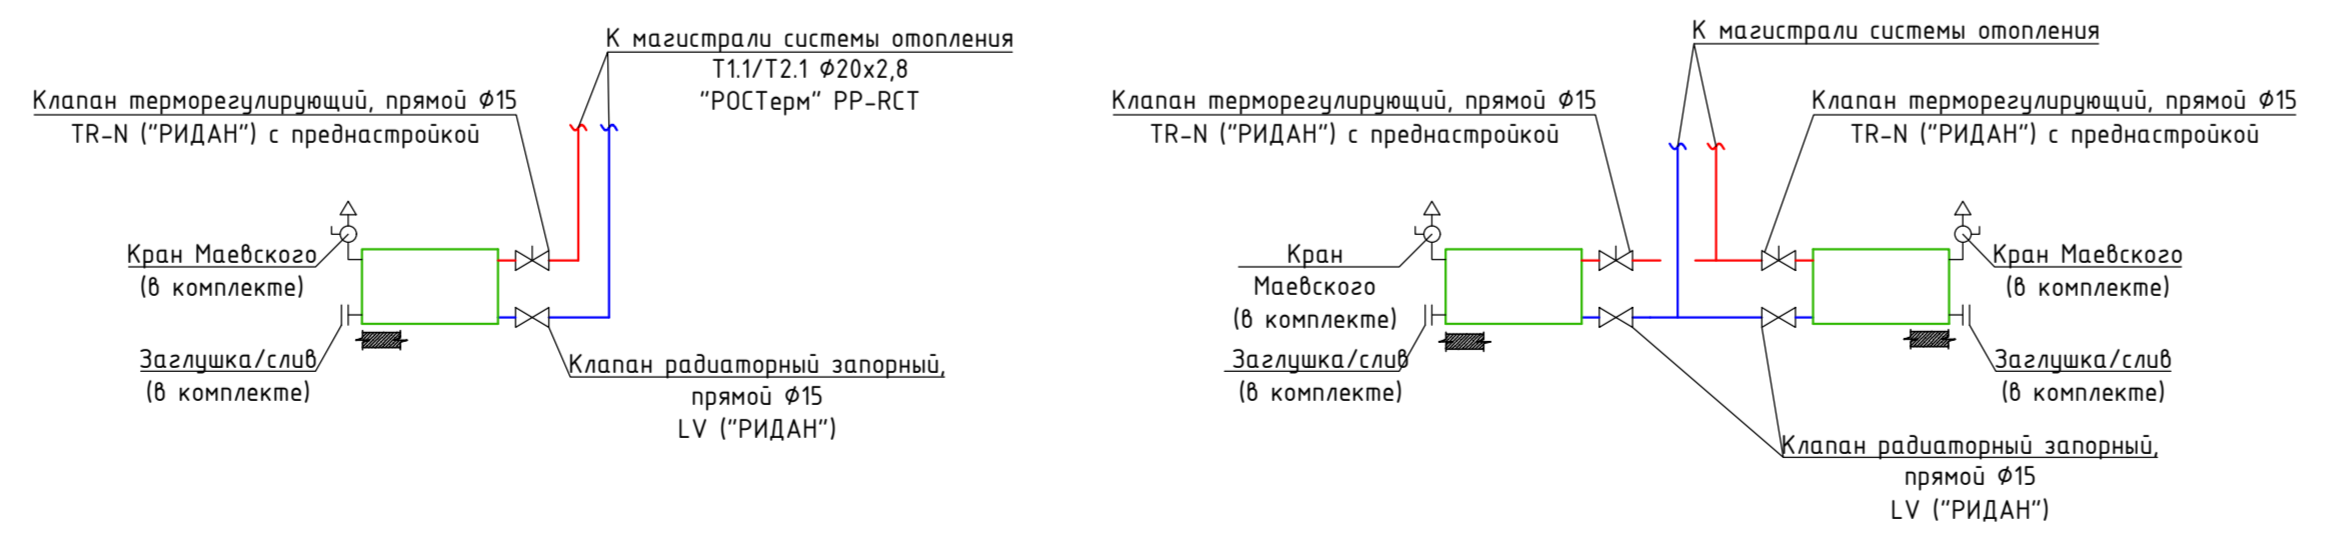 К магистрали системы отопления
T1.1/T2.1 Ф20х2,8
"РОСТерм" PP-RCT
Клапан терморегулирующий, прямой Ф15
TR-N ("РИДАН") с преднастройкой
Кран Маевского
(в комплекте)
Заглушка/слив
(в комплекте)
Клапан радиаторный запорный,
прямой Ф15
LV ("РИДАН")
К магистрали системы отопления
Клапан терморегулирующий, прямой Ф15
TR-N ("РИДАН") с преднастройкой
Клапан терморегулирующий, прямой Ф15
TR-N ("РИДАН") с преднастройкой
Кран
Маевского
(в комплекте)
Заглушка/слив
(в комплекте)
Кран Маевского
(в комплекте)
Заглушка/слив
(в комплекте)
Клапан радиаторный запорный,
прямой Ф15
LV ("РИДАН")